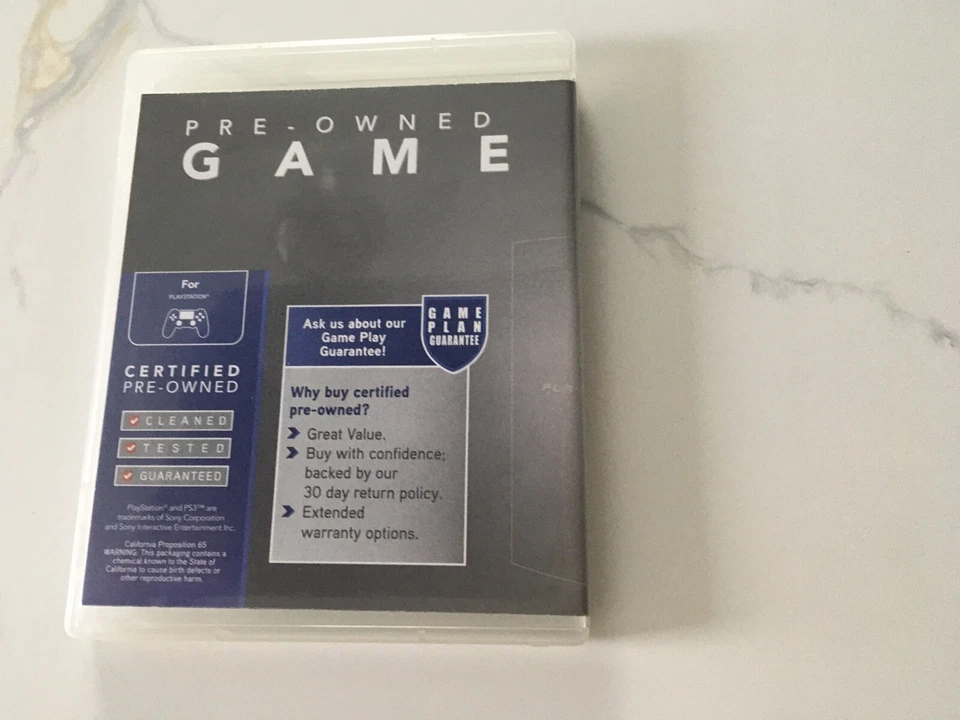 PRE-OWNED
GAME
For
PLAYSTATION®
CERTIFIED
PRE-OWNED
CLEANED
TESTED
GUARANTEED
PlayStation® and PS3™ are
trademarks of Sony Corporation
and Sony Interactive Entertainment Inc.
California Proposition 65
WARNING: This packaging contains a
chemical known to the State of
California to cause birth defects or
other reproductive harm.
Ask us about our
Game Play
Guarantee!
GAME
PLAN
GUARANTEE
Why buy certified
pre-owned?
Great Value.
Buy with confidence;
backed by our
30 day return policy.
Extended
warranty options.